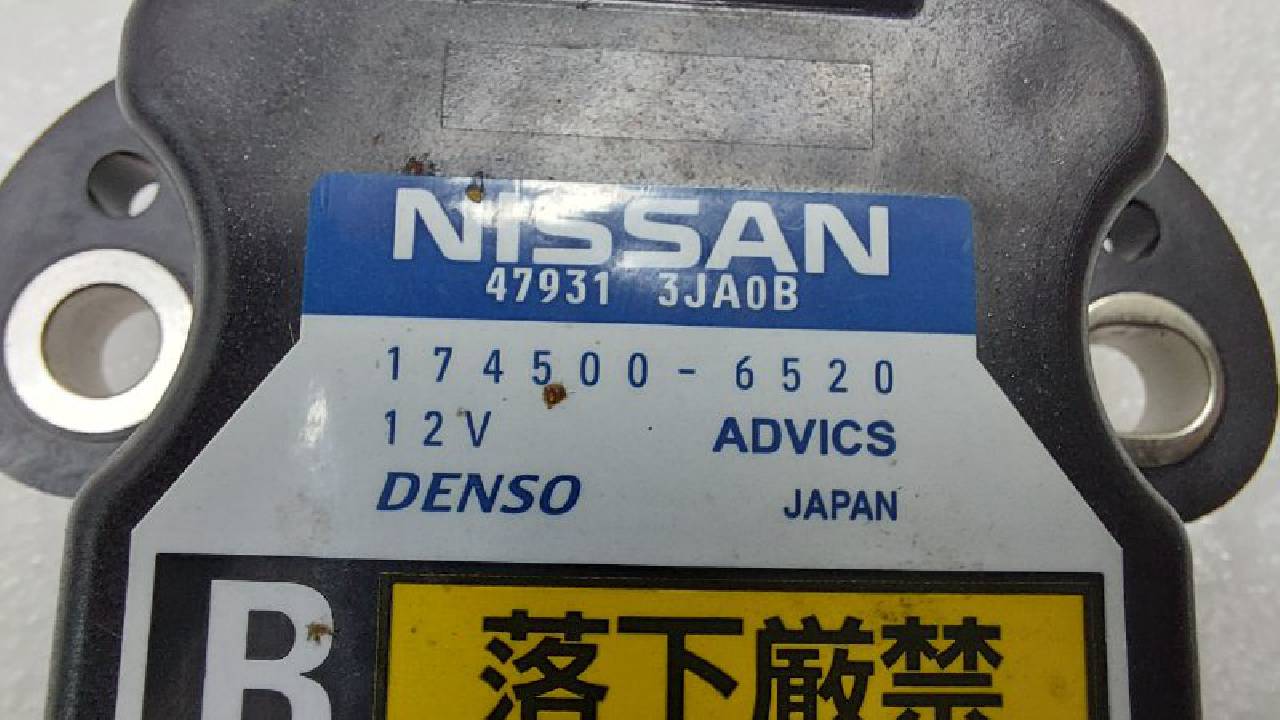 NISSAN
47931 3JA0B
174500-6520
12V ADVICS
DENSO JAPAN
B
落下厳禁